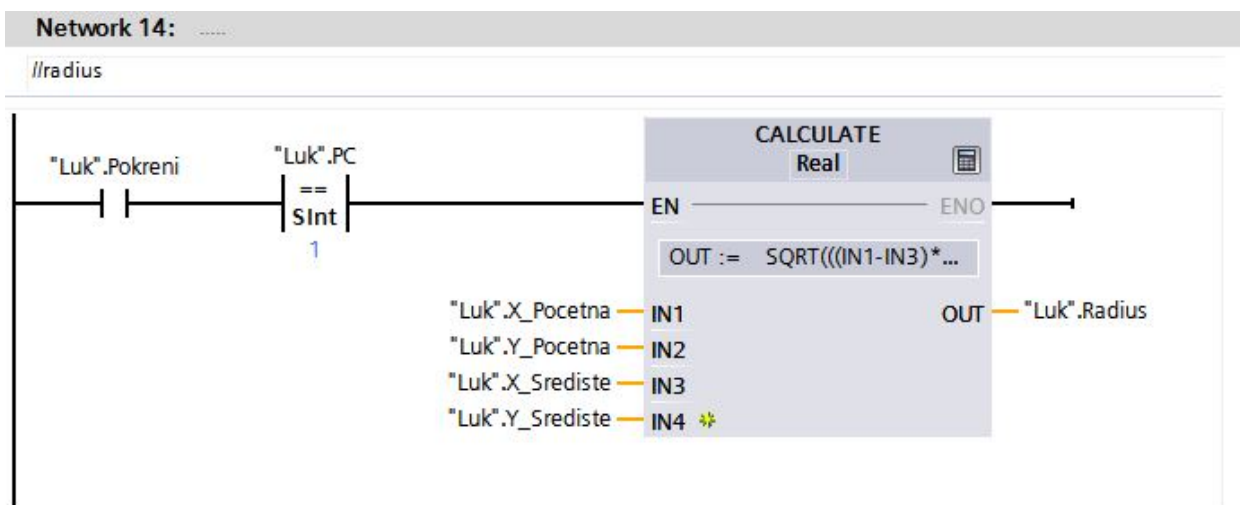 Network 14: .....
//radius
"Luk".Pokreni
"Luk".PC
==
SInt
1
CALCULATE
Real
EN
ENO
OUT := SQRT(((IN1-IN3)*...
"Luk".X_Pocetna
IN1
OUT
"Luk".Radius
"Luk".Y_Pocetna
IN2
"Luk".X_Srediste
IN3
"Luk".Y_Srediste
IN4